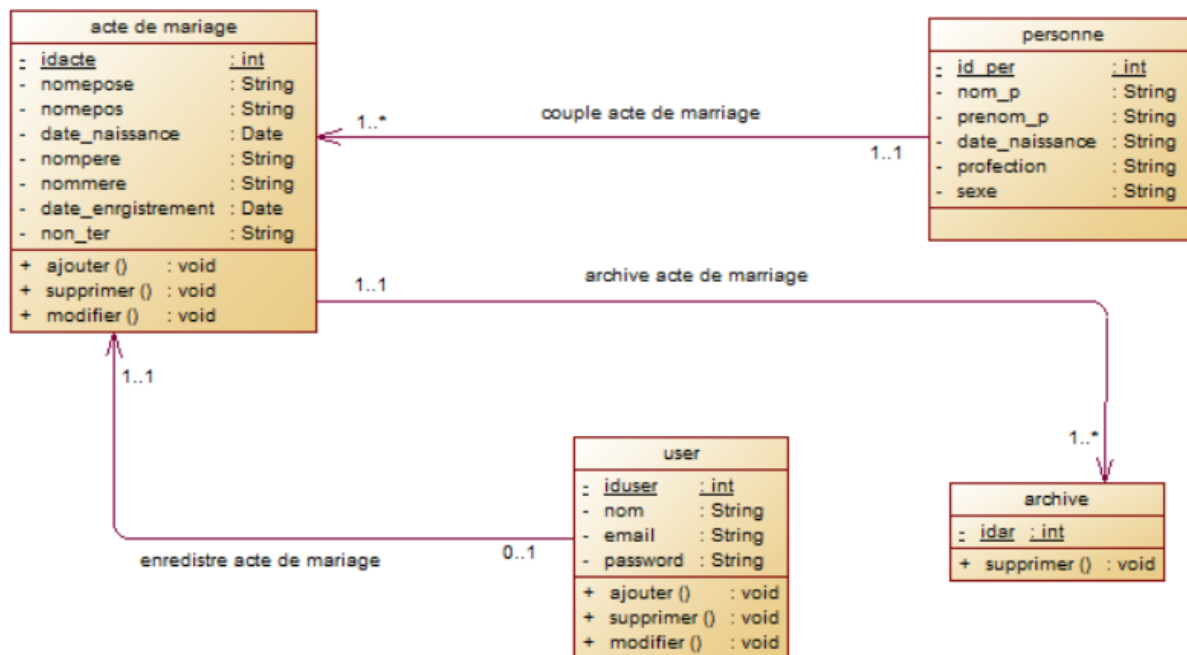 acte de mariage
- idacte : int
- nomepose : String
- nomepos : String
- date_naissance : Date
- nompere : String
- nommere : String
- date_enrgistrement : Date
- non_ter : String
+ ajouter () : void
+ supprimer () : void
+ modifier () : void
personne
- id_per : int
- nom_p : String
- prenom_p : String
- date_naissance : String
- profection : String
- sexe : String
couple acte de marriage
1..*
1..1
archive acte de marriage
1..1
1..*
1..1
enredistre acte de mariage
0..1
user
- iduser : int
- nom : String
- email : String
- password : String
+ ajouter () : void
+ supprimer () : void
+ modifier () : void
archive
- idar : int
+ supprimer () : void